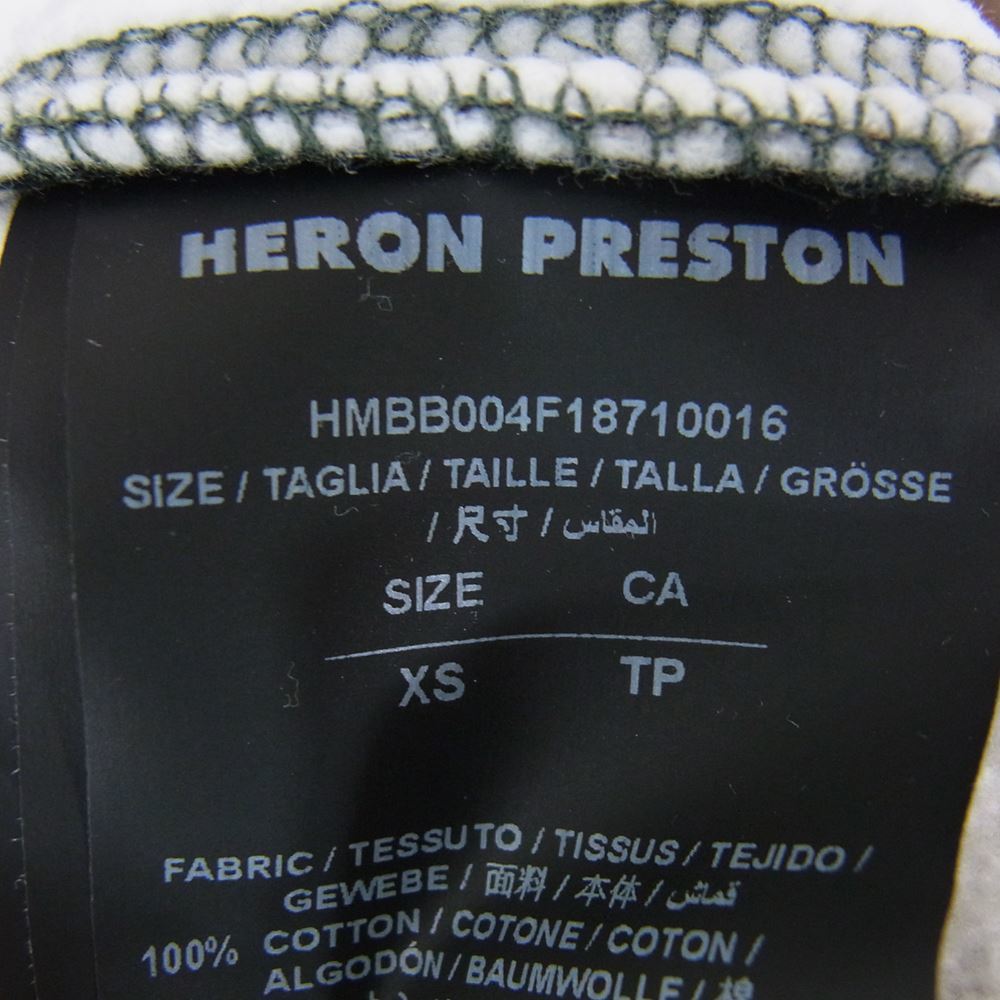 HERON PRESTON
HMBB004F18710016
SIZE / TAGLIA / TAILLE / TALLA / GRÖSSE
/ 尺寸 / المقاس
SIZE CA
XS TP
FABRIC / TESSUTO / TISSUS / TEJIDO /
GEWEBE / 面料 / 本体 / قماش
100% COTTON / COTONE / COTON /
ALGODÓN / BAUMWOLLE /